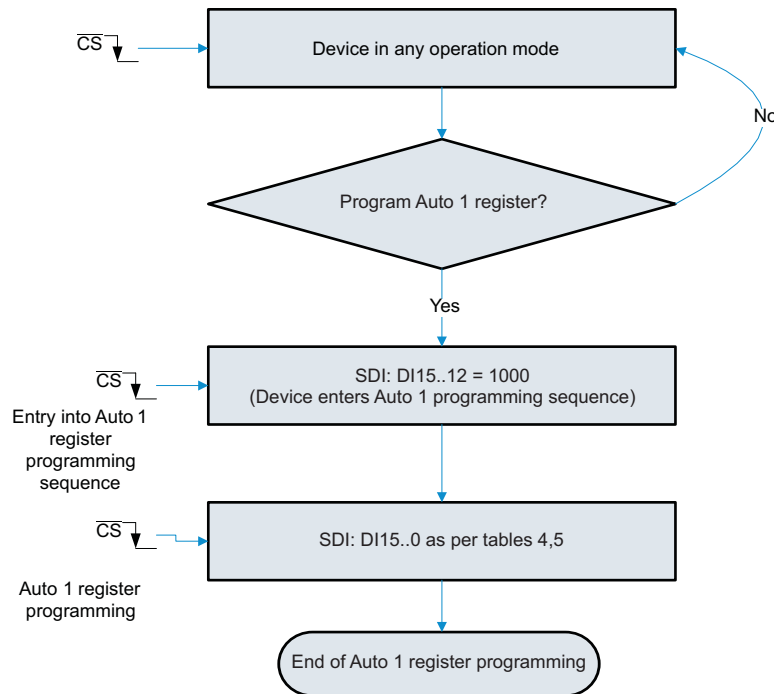 CS
Device in any operation mode
No
Program Auto 1 register?
Yes
CS
SDI: DI15..12 = 1000
(Device enters Auto 1 programming sequence)
Entry into Auto 1
register
programming
sequence
CS
SDI: DI15..0 as per tables 4,5
Auto 1 register
programming
End of Auto 1 register programming